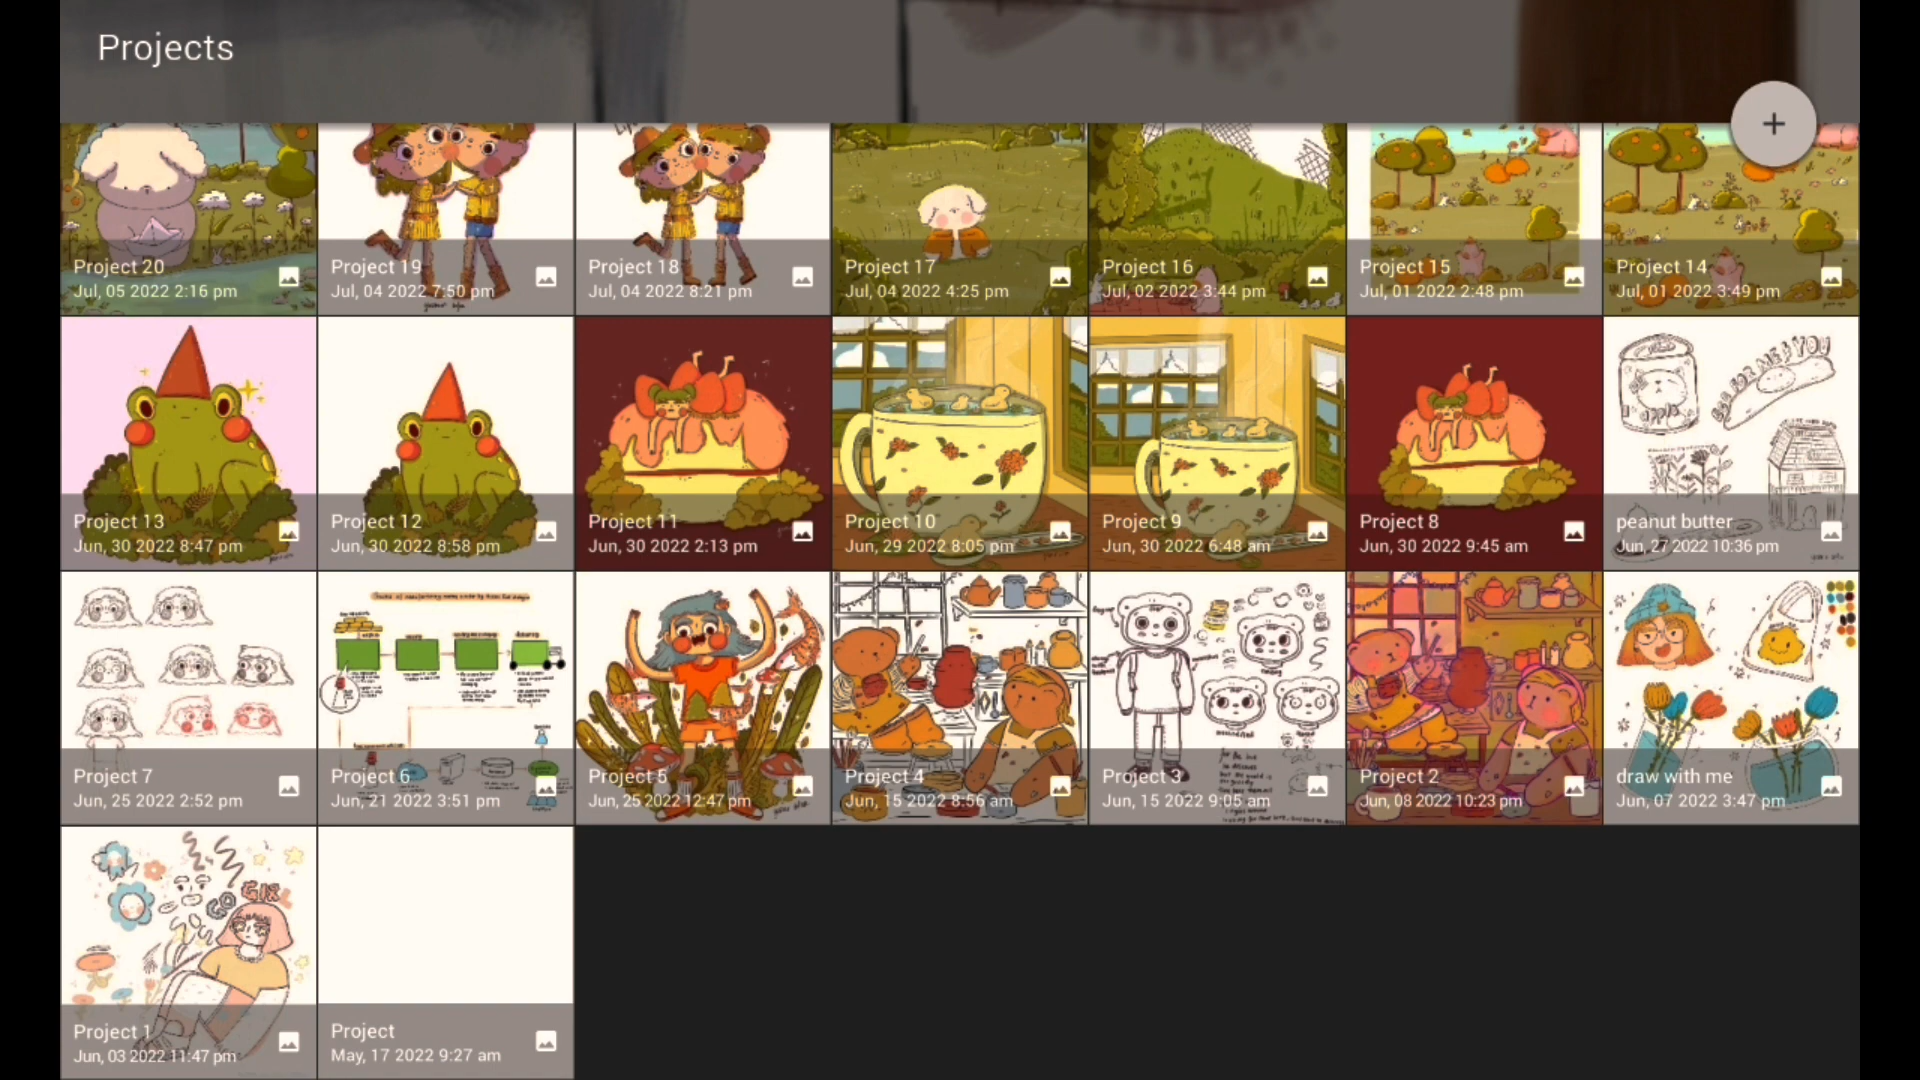 Projects
Project 20
Jul, 05 2022 2:16 pm
Project 19
Jul, 04 2022 7:50 pm
Project 18
Jul, 04 2022 8:21 pm
Project 17
Jul, 04 2022 4:25 pm
Project 16
Jul, 02 2022 3:44 pm
Project 15
Jul, 01 2022 2:48 pm
Project 14
Jul, 01 2022 3:49 pm
apple
Project 13
Jun, 30 2022 8:47 pm
Project 12
Jun, 30 2022 8:58 pm
Project 11
Jun, 30 2022 2:13 pm
Project 10
Jun, 29 2022 8:05 pm
Project 9
Jun, 30 2022 6:48 am
Project 8
Jun, 30 2022 9:45 am
peanut butter
Jun, 27 2022 10:36 pm
Project 7
Jun, 25 2022 2:52 pm
Project 6
Jun, 21 2022 3:51 pm
Project 5
Jun, 25 2022 12:47 pm
Project 4
Jun, 15 2022 8:56 am
Project 3
Jun, 15 2022 9:05 am
Project 2
Jun, 08 2022 10:23 pm
draw with me
Jun, 07 2022 3:47 pm
GO GIRL
Project 1
Jun, 03 2022 11:47 pm
Project
May, 17 2022 9:27 am